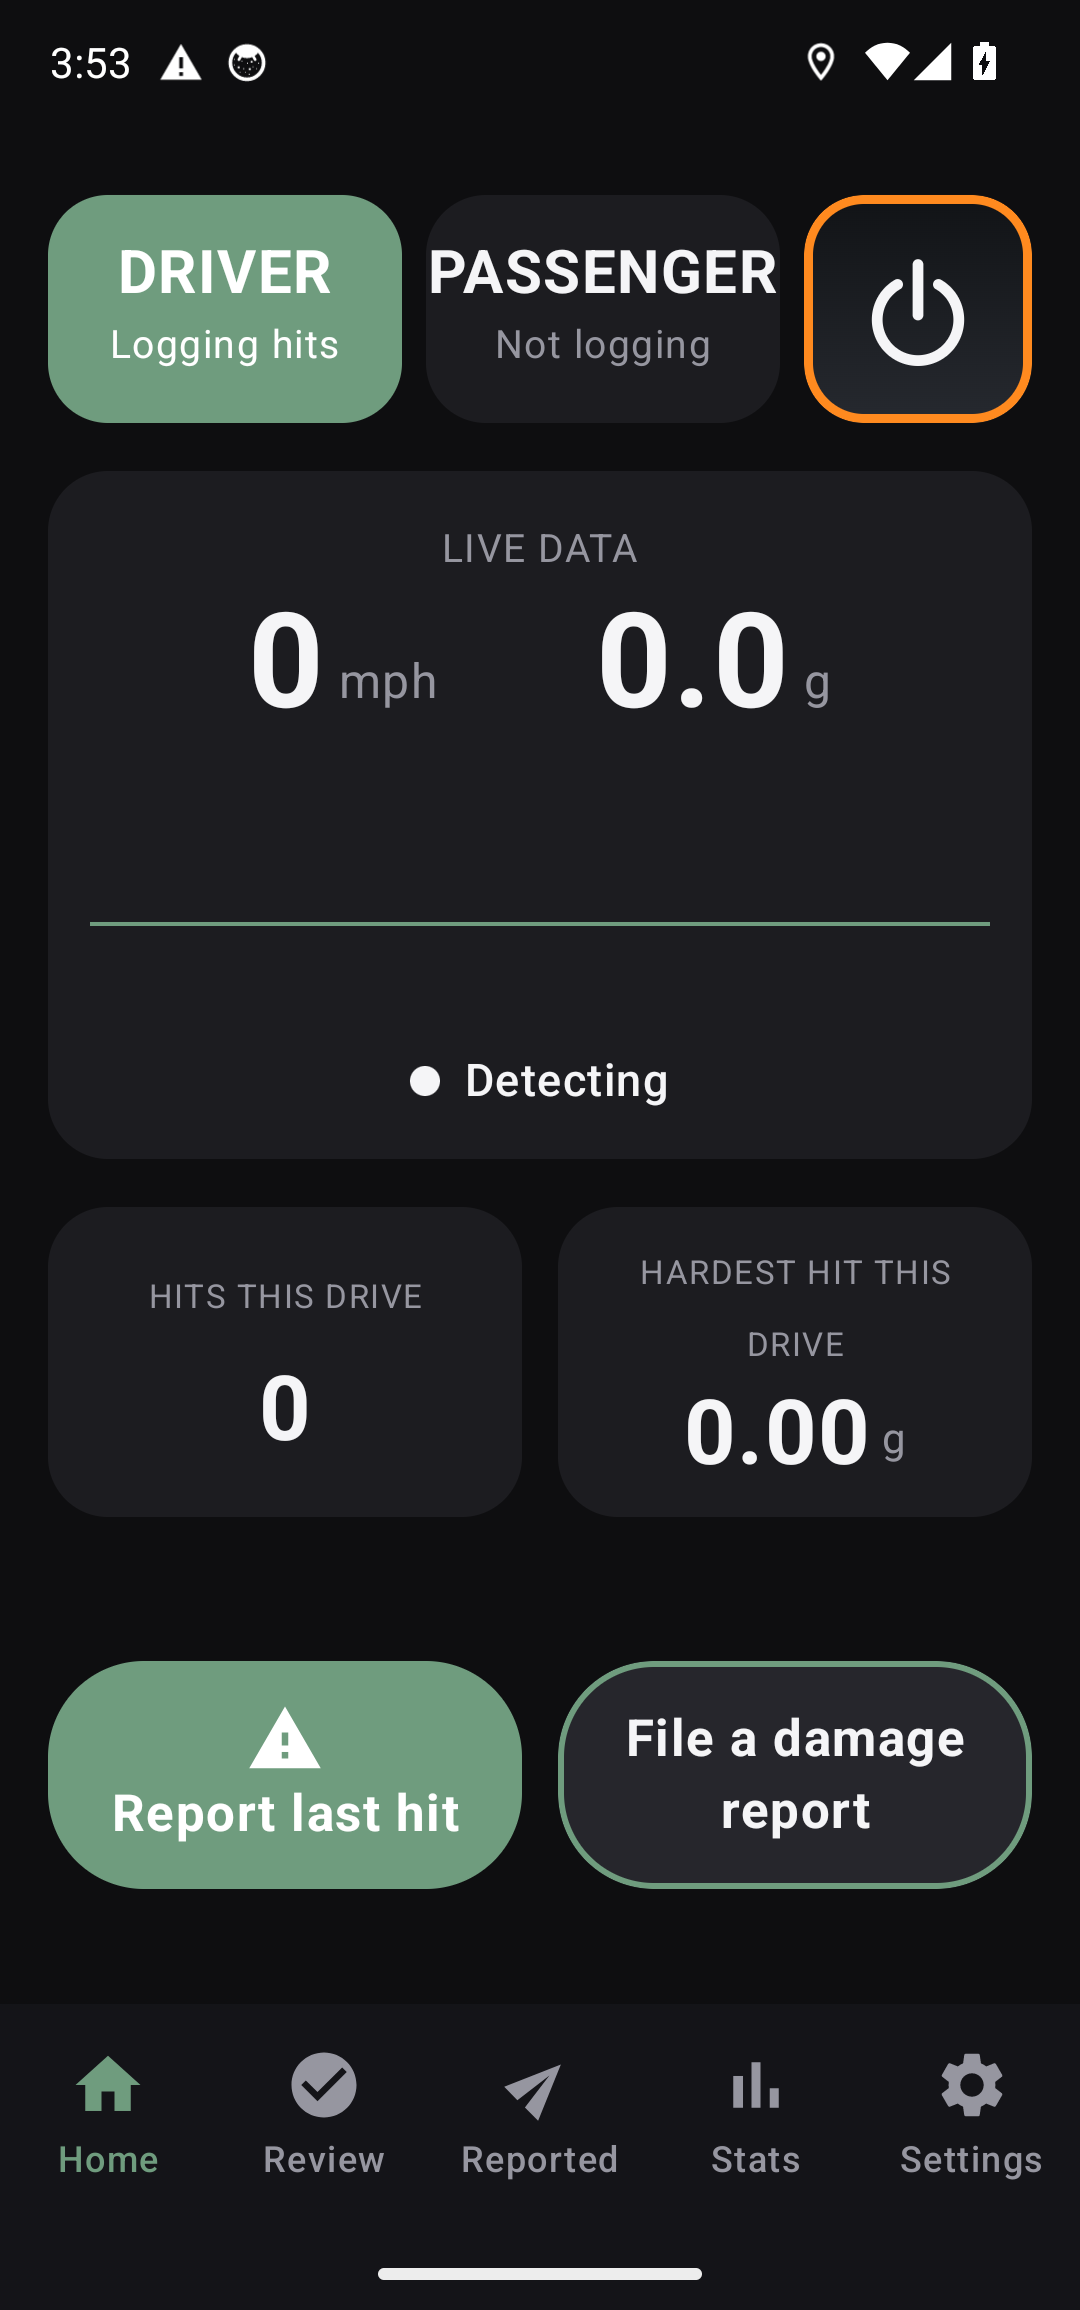 3:53
DRIVER
Logging hits
PASSENGER
Not logging
LIVE DATA
0 mph
0.0 g
Detecting
HITS THIS DRIVE
0
HARDEST HIT THIS
DRIVE
0.00 g
Report last hit
File a damage
report
Home
Review
Reported
Stats
Settings